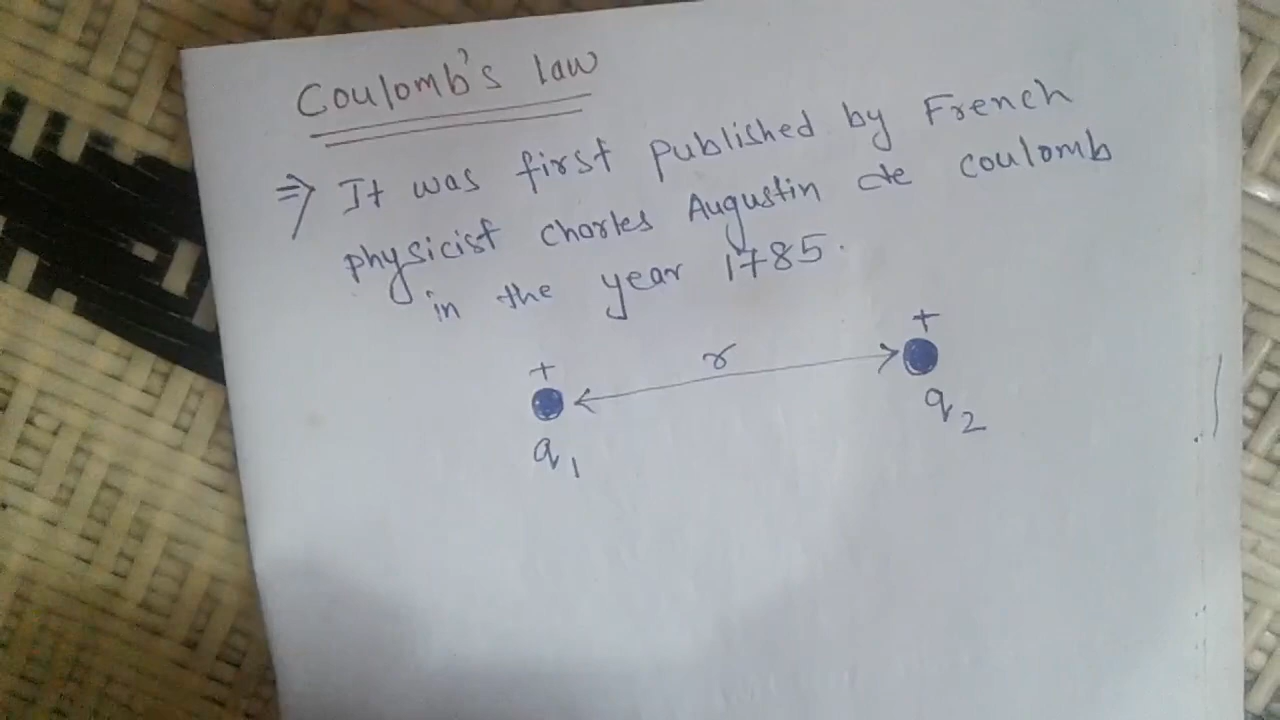 Coulomb's law
⇒ It was first published by French
physicist charles Augustin de coulomb
in the year 1785.
+ r +
q1 q2